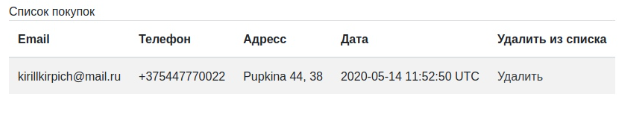 Список покупок
Email Телефон Адресс Дата Удалить из списка
kirillkirpich@mail.ru +375447770022 Pupkina 44, 38 2020-05-14 11:52:50 UTC Удалить